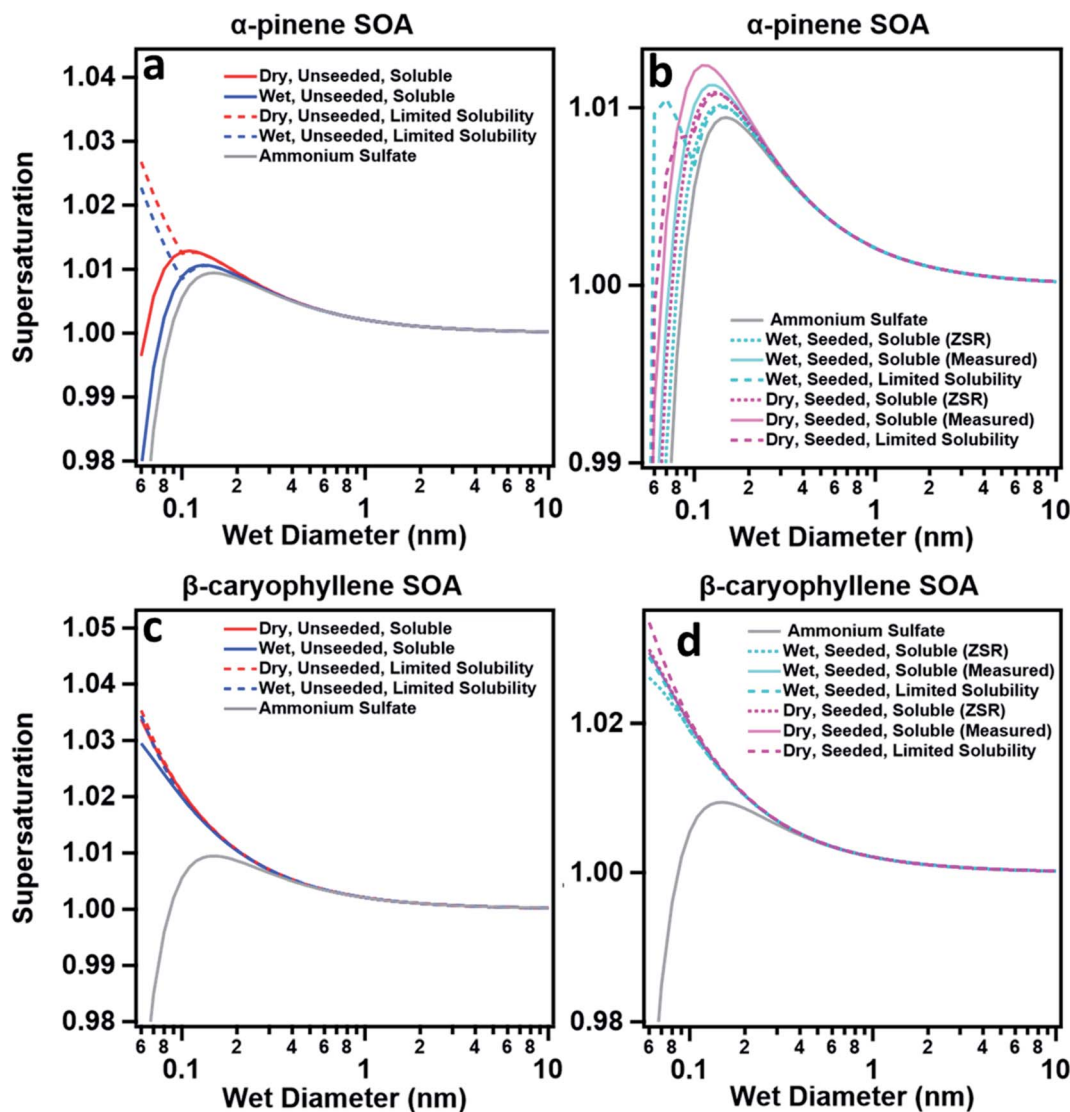 α-pinene SOA
a
1.04
1.03
1.02
1.01
1.00
0.99
0.98
Supersaturation
Dry, Unseeded, Soluble
Wet, Unseeded, Soluble
Dry, Unseeded, Limited Solubility
Wet, Unseeded, Limited Solubility
Ammonium Sulfate
6 8 2 4 6 8 2 4 6 8
0.1 1 10
Wet Diameter (nm)
α-pinene SOA
b
1.01
1.00
0.99
Ammonium Sulfate
Wet, Seeded, Soluble (ZSR)
Wet, Seeded, Soluble (Measured)
Wet, Seeded, Limited Solubility
Dry, Seeded, Soluble (ZSR)
Dry, Seeded, Soluble (Measured)
Dry, Seeded, Limited Solubility
6 8 2 4 6 8 2 4 6 8
0.1 1 10
Wet Diameter (nm)
β-caryophyllene SOA
c
1.05
1.04
1.03
1.02
1.01
1.00
0.99
0.98
Supersaturation
Dry, Unseeded, Soluble
Wet, Unseeded, Soluble
Dry, Unseeded, Limited Solubility
Wet, Unseeded, Limited Solubility
Ammonium Sulfate
6 8 2 4 6 8 2 4 6 8
0.1 1 10
Wet Diameter (nm)
β-caryophyllene SOA
d
1.02
1.00
0.98
Ammonium Sulfate
Wet, Seeded, Soluble (ZSR)
Wet, Seeded, Soluble (Measured)
Wet, Seeded, Limited Solubility
Dry, Seeded, Soluble (ZSR)
Dry, Seeded, Soluble (Measured)
Dry, Seeded, Limited Solubility
6 8 2 4 6 8 2 4 6 8
0.1 1 10
Wet Diameter (nm)